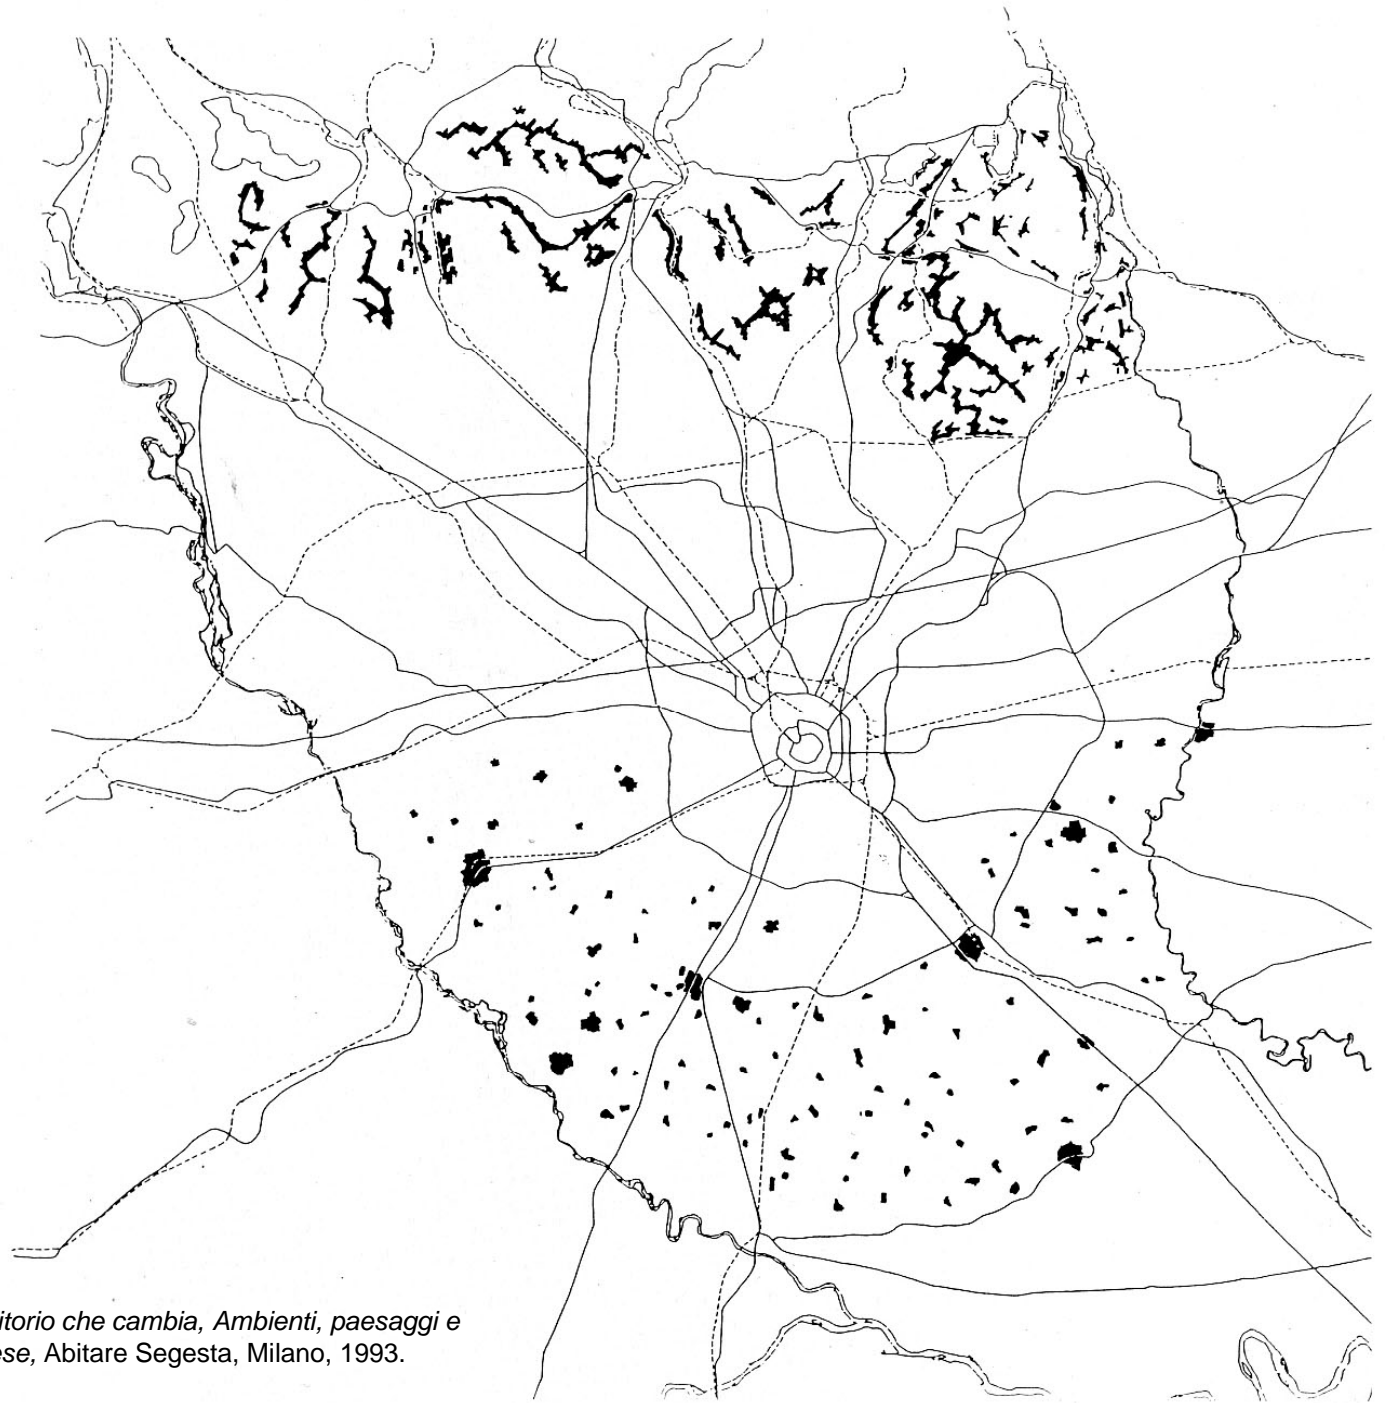 itorio che cambia, Ambienti, paesaggi e
ese, Abitare Segesta, Milano, 1993.